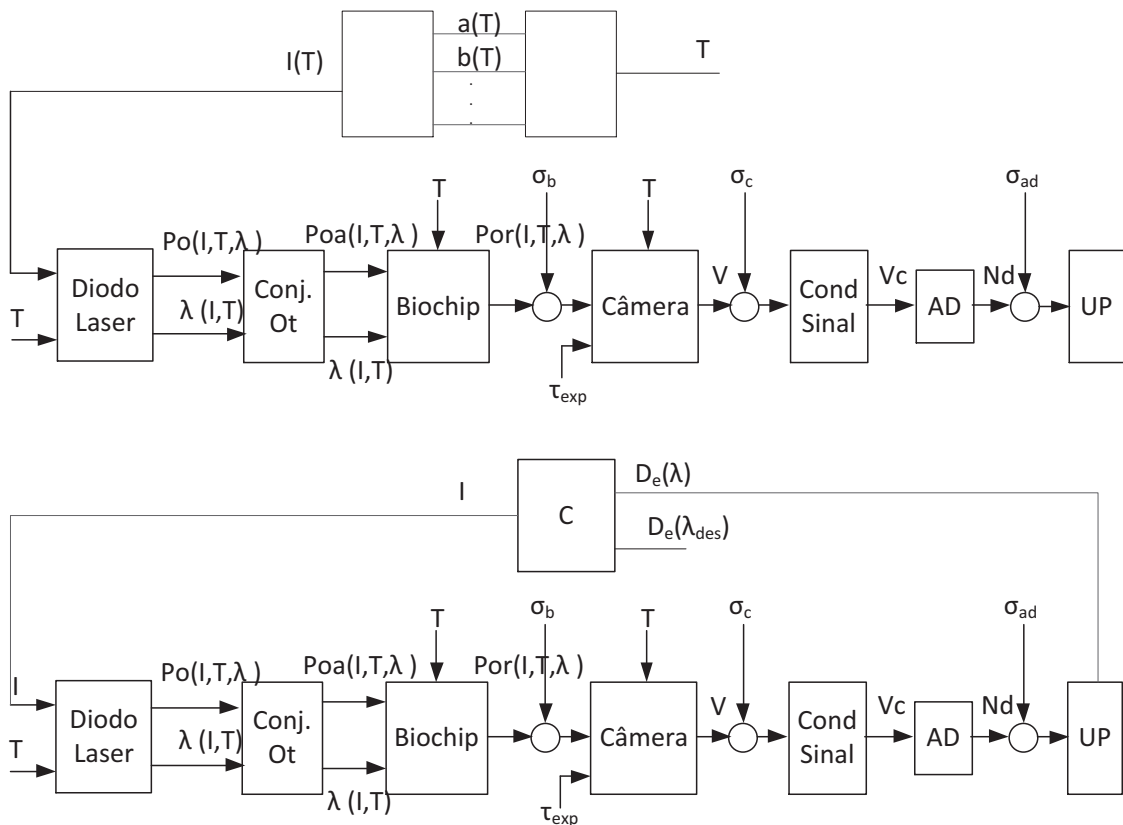 a(T)
I(T)
b(T)
T
.
.
.
T
σb
T
σc
σad
Po(I,T,λ)
Poa(I,T,λ)
Por(I,T,λ)
V
Vc
Nd
Diodo
Laser
Conj.
Ot
Biochip
Câmera
Cond
Sinal
AD
UP
T
λ (I,T)
λ (I,T)
τexp
De(λ)
I
C
De(λdes)
T
σb
T
σc
σad
Po(I,T,λ)
Poa(I,T,λ)
Por(I,T,λ)
I
V
Vc
Nd
Diodo
Laser
Conj.
Ot
Biochip
Câmera
Cond
Sinal
AD
UP
T
λ (I,T)
λ (I,T)
τexp